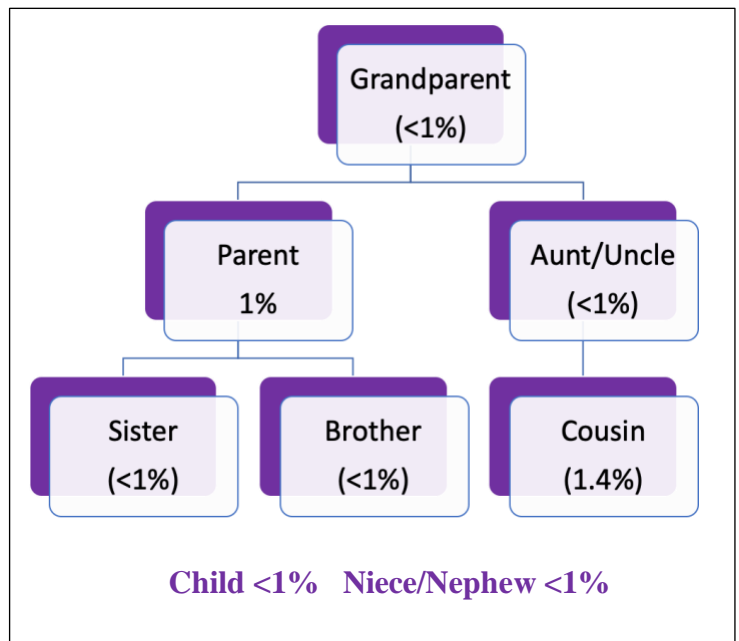 Grandparent
(<1%)
Parent
1%
Aunt/Uncle
(<1%)
Sister
(<1%)
Brother
(<1%)
Cousin
(1.4%)
Child <1% Niece/Nephew <1%